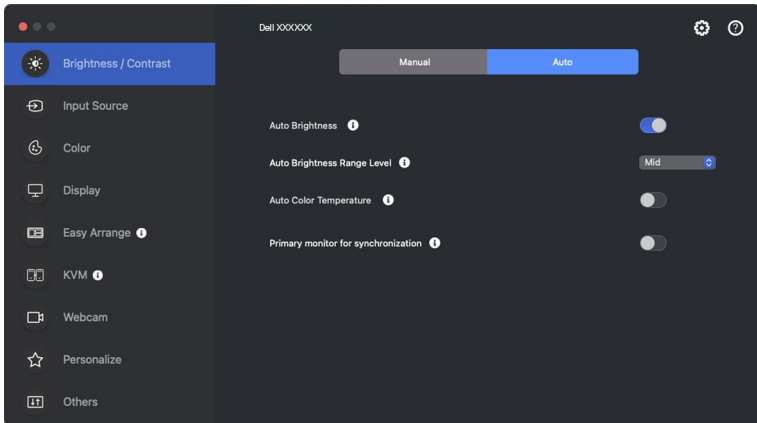 Dell XXXXXX
Brightness / Contrast
Input Source
Color
Display
Easy Arrange
KVM
Webcam
Personalize
Others
Manual
Auto
Auto Brightness
Auto Brightness Range Level
Mid
Auto Color Temperature
Primary monitor for synchronization